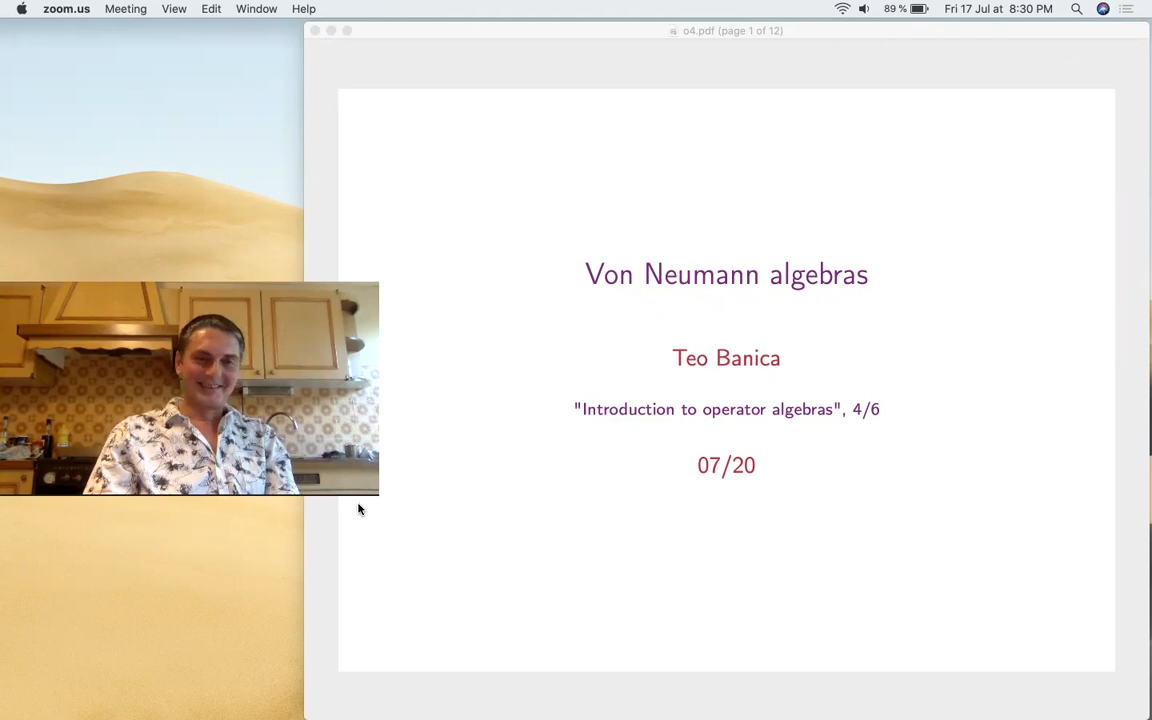 zoom.us Meeting View Edit Window Help 89 % Fri 17 Jul at 8:30 PM
o4.pdf (page 1 of 12)
Von Neumann algebras
Teo Banica
"Introduction to operator algebras", 4/6
07/20